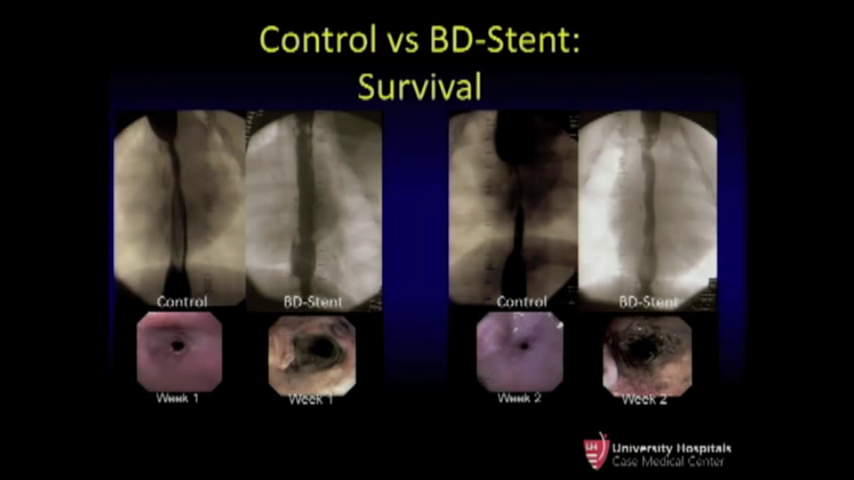 Control vs BD-Stent:
Survival
Control
BD-Stent
Control
BD-Stent
Week 1
Week 1
Week 2
Week 2
UH
University Hospitals
Case Medical Center